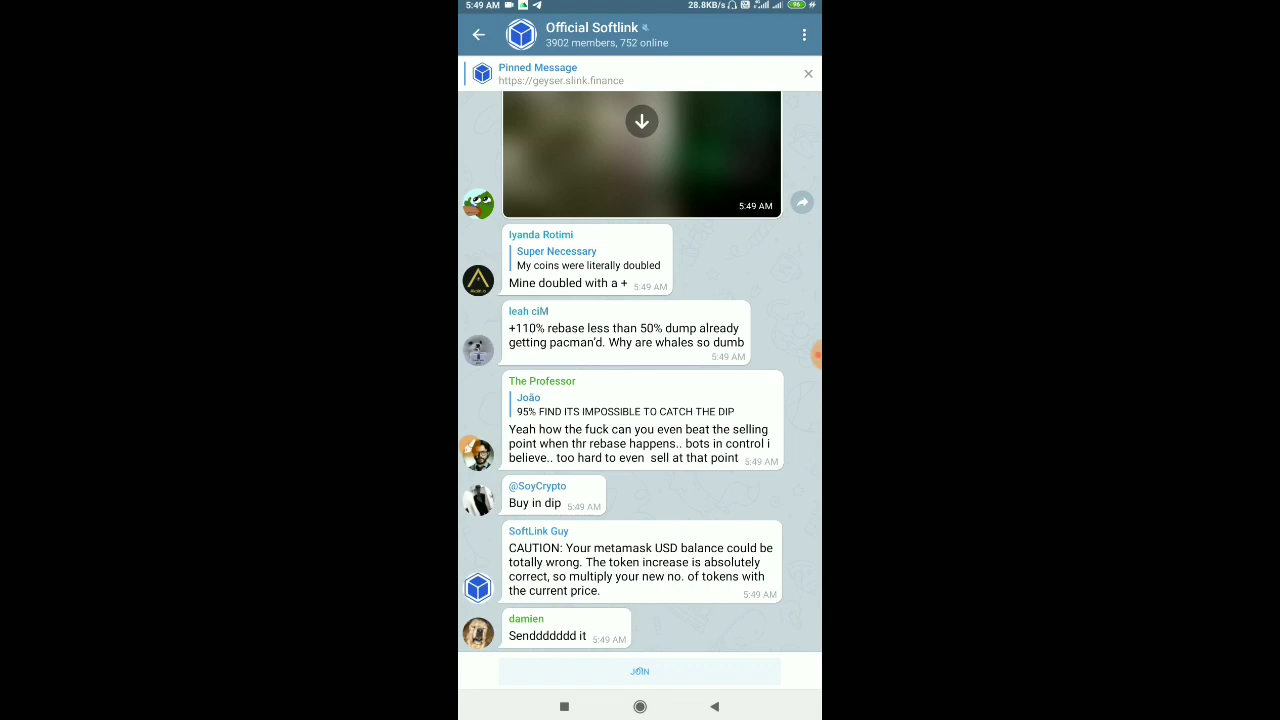 5:49 AM 28.8KB/s 96
Official Softlink
3902 members, 752 online
Pinned Message
https://geyser.slink.finance
5:49 AM
Iyanda Rotimi
Super Necessary
My coins were literally doubled
Mine doubled with a + 5:49 AM
leah ciM
+110% rebase less than 50% dump already
getting pacman'd. Why are whales so dumb
5:49 AM
The Professor
João
95% FIND ITS IMPOSSIBLE TO CATCH THE DIP
Yeah how the fuck can you even beat the selling
point when thr rebase happens.. bots in control i
believe.. too hard to even sell at that point 5:49 AM
@SoyCrypto
Buy in dip 5:49 AM
SoftLink Guy
CAUTION: Your metamask USD balance could be
totally wrong. The token increase is absolutely
correct, so multiply your new no. of tokens with
the current price.
5:49 AM
damien
Senddddddd it 5:49 AM
JOIN